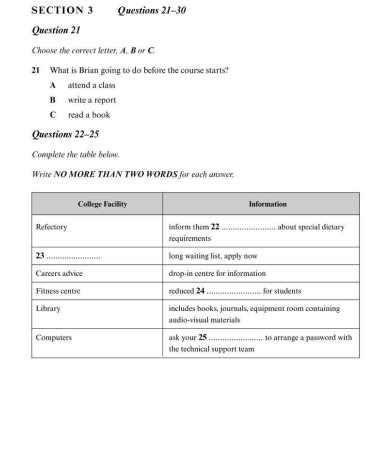 SECTION 3 Questions 21–30
Question 21
Choose the correct letter, A, B or C.
21 What is Brian going to do before the course starts?
A attend a class
B write a report
C read a book
Questions 22–25
Complete the table below.
Write NO MORE THAN TWO WORDS for each answer.
College Facility Information
Refectory inform them 22 ........................ about special dietary
requirements
23 ........................ long waiting list, apply now
Careers advice drop-in centre for information
Fitness centre reduced 24 ........................ for students
Library includes books, journals, equipment room containing
audio-visual materials
Computers ask your 25 ........................ to arrange a password with
the technical support team